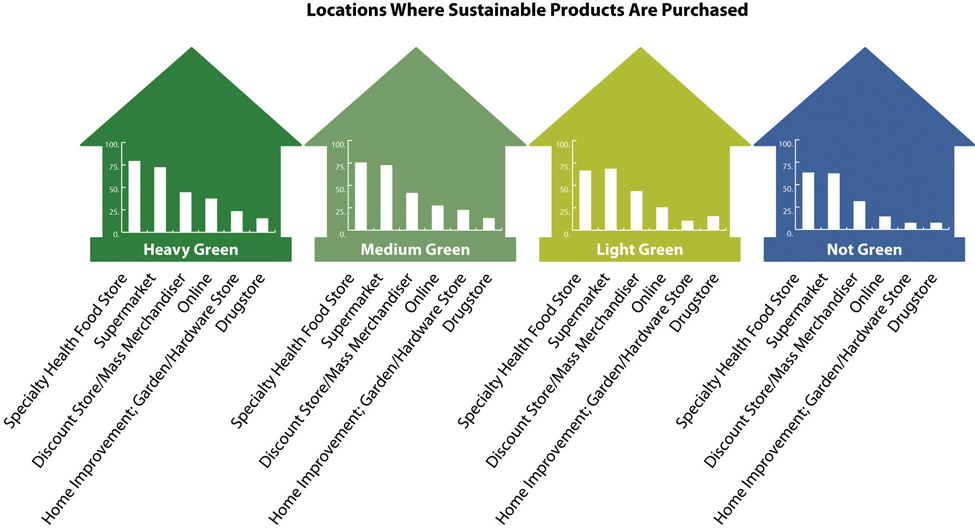 Locations Where Sustainable Products Are Purchased
100.
75.
50.
25.
0.
Heavy Green
Specialty Health Food Store
Supermarket
Discount Store/Mass Merchandiser
Online
Home Improvement; Garden/Hardware Store
Drugstore
100.
75.
50.
25.
0.
Medium Green
Specialty Health Food Store
Supermarket
Discount Store/Mass Merchandiser
Online
Home Improvement; Garden/Hardware Store
Drugstore
100.
75.
50.
25.
0.
Light Green
Specialty Health Food Store
Supermarket
Discount Store/Mass Merchandiser
Online
Home Improvement; Garden/Hardware Store
Drugstore
100.
75.
50.
25.
0.
Not Green
Specialty Health Food Store
Supermarket
Discount Store/Mass Merchandiser
Online
Home Improvement; Garden/Hardware Store
Drugstore